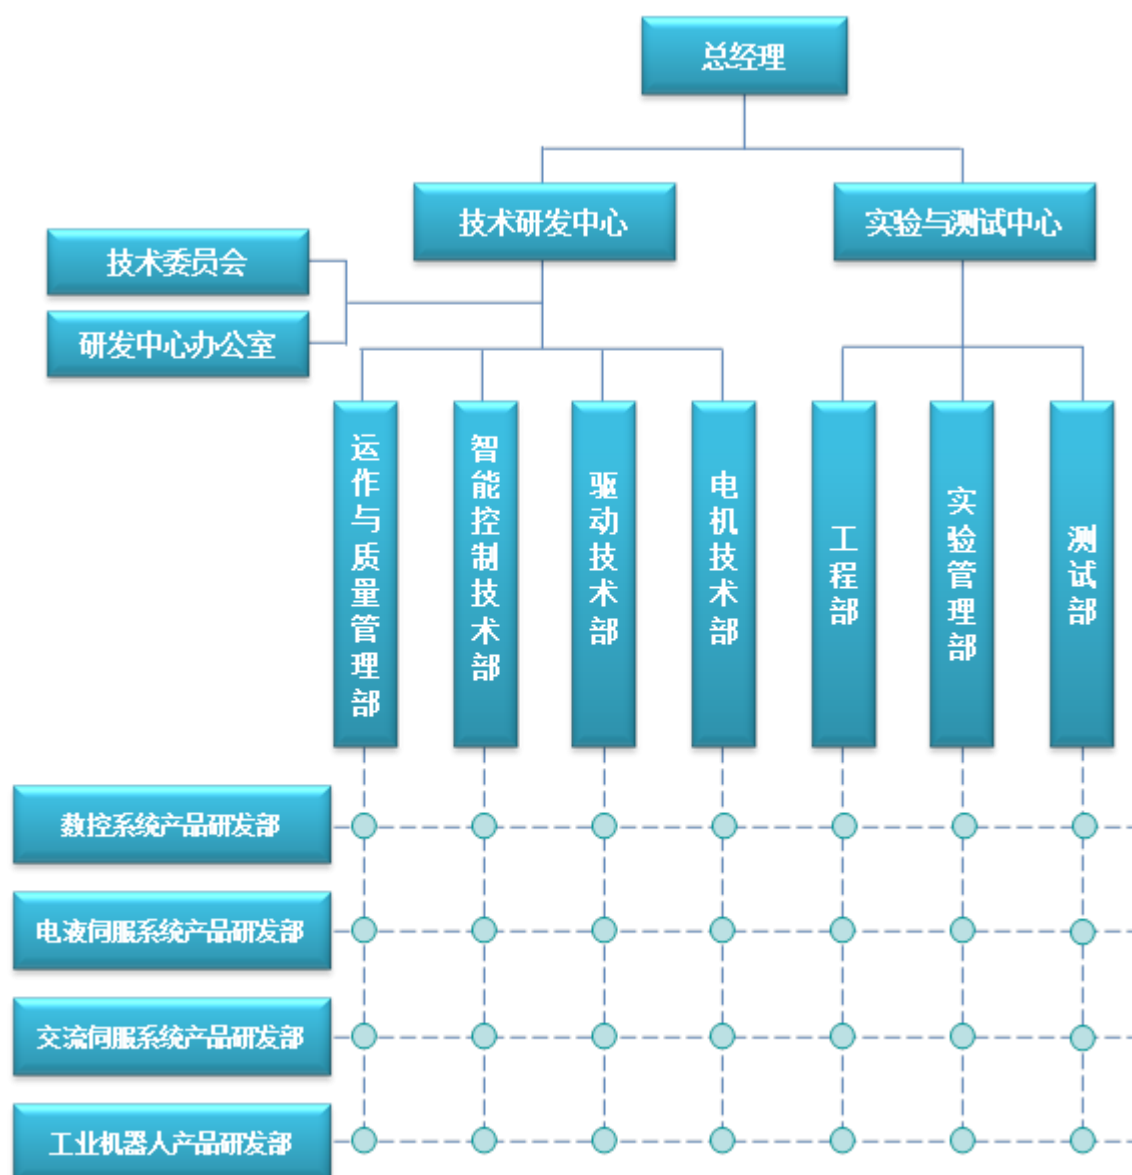 总经理
技术研发中心
实验与测试中心
技术委员会
研发中心办公室
运作与质量管理部
智能控制技术部
驱动技术部
电机技术部
工程部
实验管理部
测试部
数控系统产品研发部
电液伺服系统产品研发部
交流伺服系统产品研发部
工业机器人产品研发部